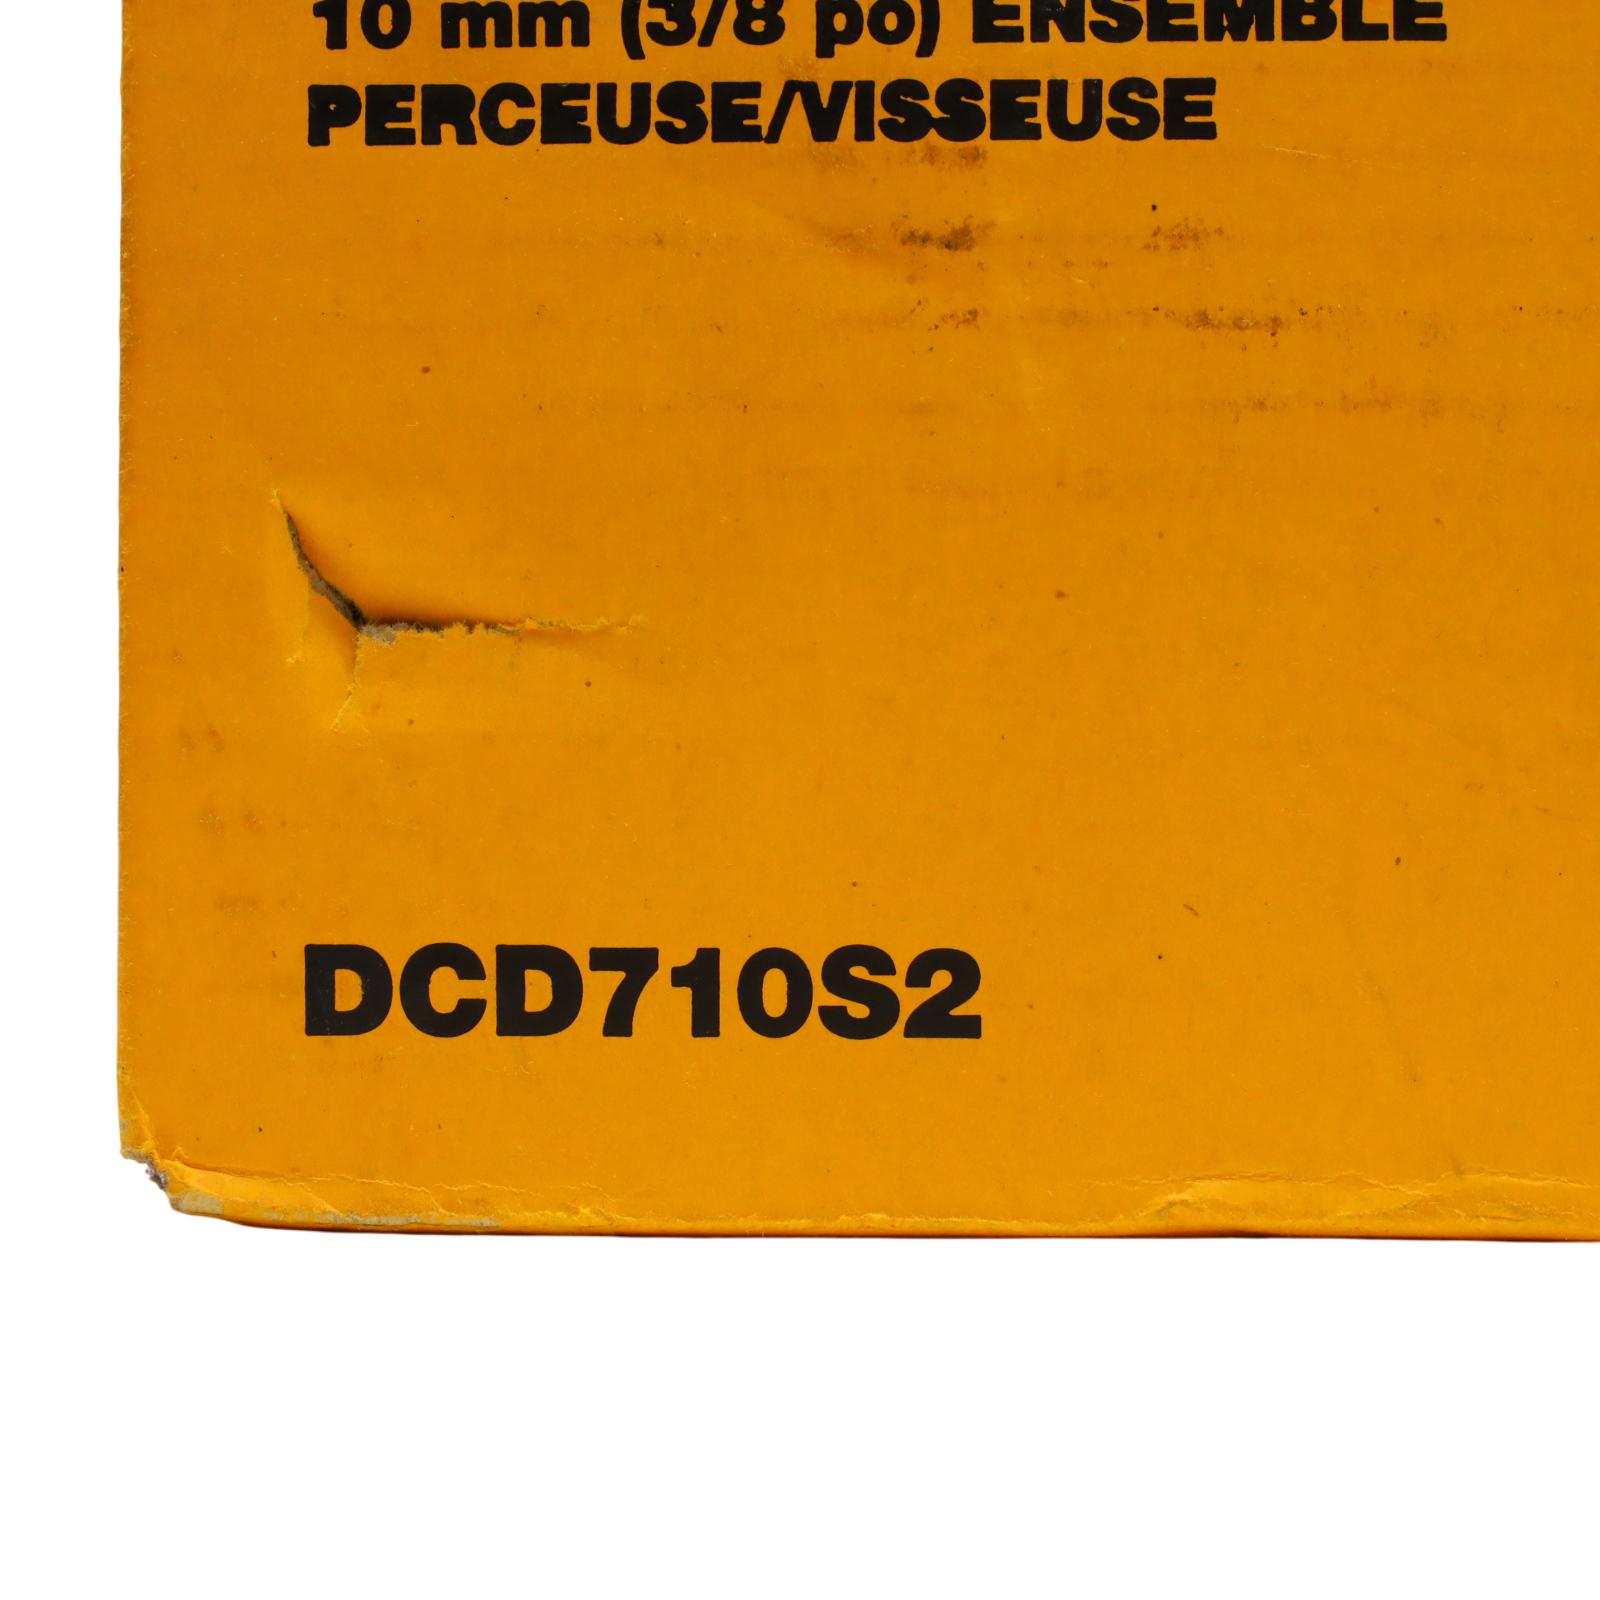 10 mm (3/8 po) ENSEMBLE
PERCEUSE/VISSEUSE
DCD710S2